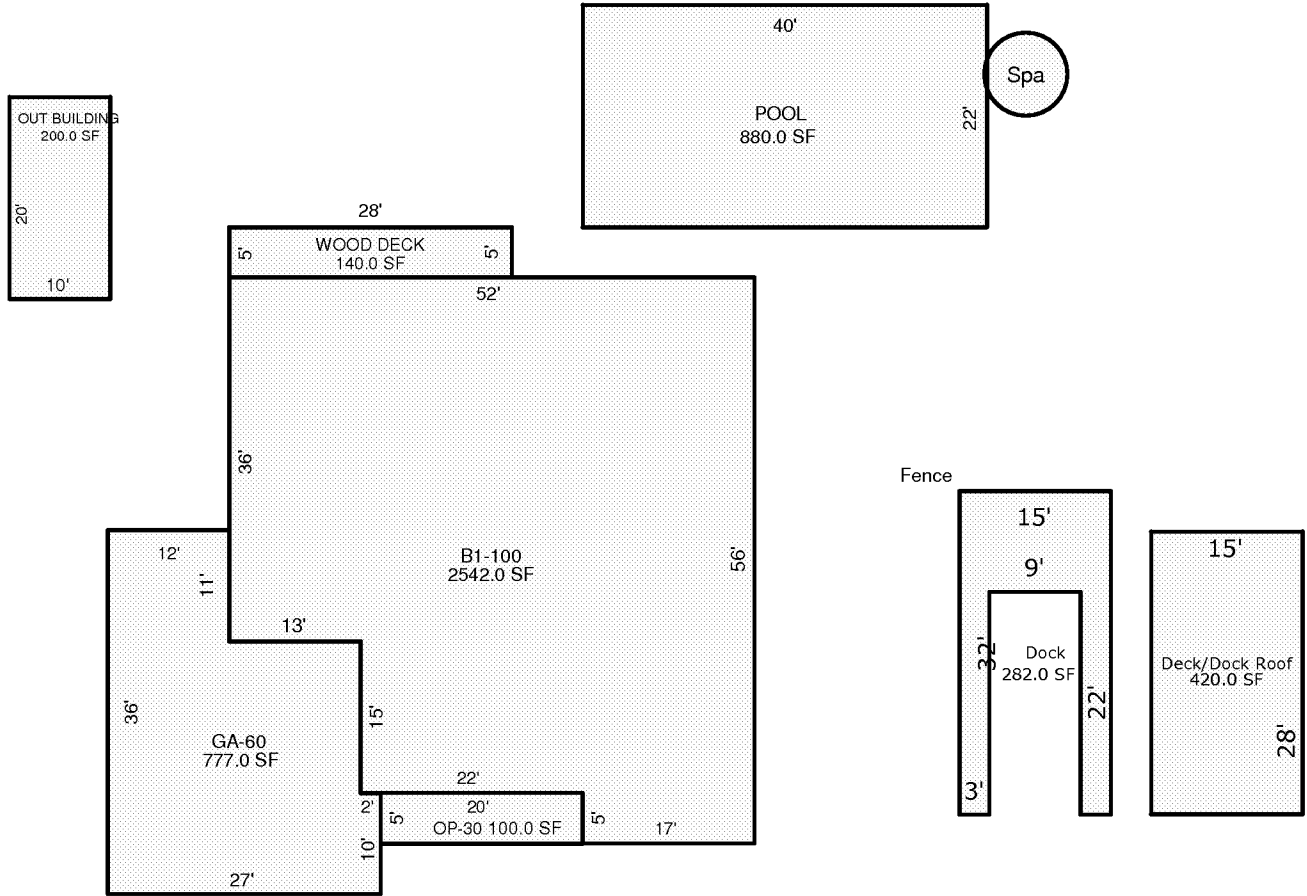 40'
Spa
POOL
880.0 SF
22'
OUT BUILDING
200.0 SF
20'
10'
28'
5'
WOOD DECK
140.0 SF
5'
52'
36'
B1-100
2542.0 SF
56'
12'
11'
13'
36'
15'
GA-60
777.0 SF
22'
2'
5'
20'
OP-30 100.0 SF
5'
17'
10'
27'
Fence
15'
9'
32'
Dock
282.0 SF
22'
3'
15'
Deck/Dock Roof
420.0 SF
28'